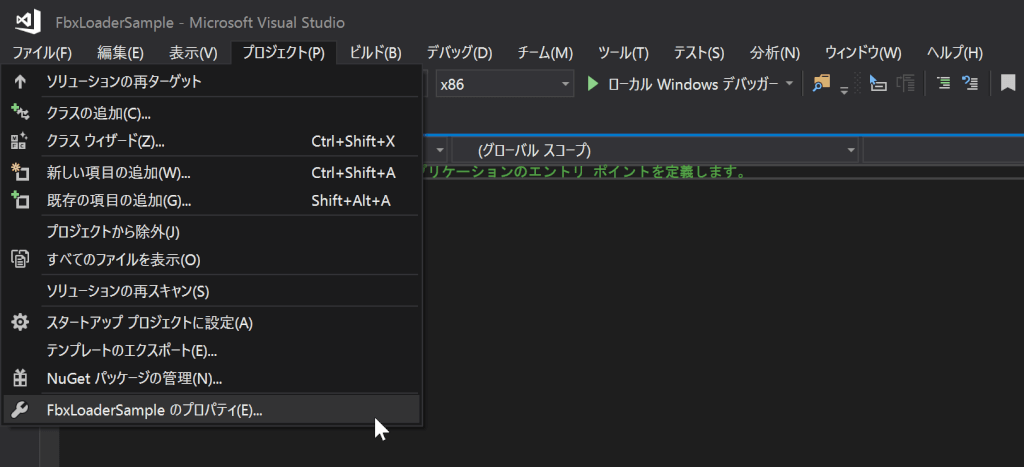 FbxLoaderSample - Microsoft Visual Studio
ファイル(F) 編集(E) 表示(V) プロジェクト(P) ビルド(B) デバッグ(D) チーム(M) ツール(T) テスト(S) 分析(N) ウィンドウ(W) ヘルプ(H)
x86 ローカル Windows デバッガー
ソリューションの再ターゲット
クラスの追加(C)...
クラス ウィザード(Z)... Ctrl+Shift+X
(グローバル スコープ)
新しい項目の追加(W)... Ctrl+Shift+A
リケーションのエントリ ポイントを定義します。
既存の項目の追加(G)... Shift+Alt+A
プロジェクトから除外(J)
すべてのファイルを表示(O)
ソリューションの再スキャン(S)
スタートアップ プロジェクトに設定(A)
テンプレートのエクスポート(E)...
NuGet パッケージの管理(N)...
FbxLoaderSample のプロパティ(E)...